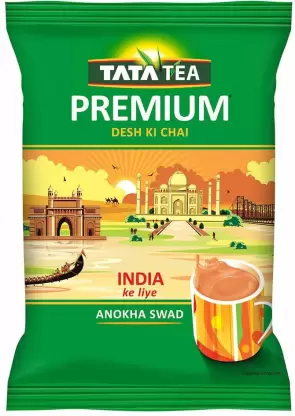 TATA TEA
PREMIUM
DESH KI CHAI
INDIA
ke liye
ANOKHA SWAD